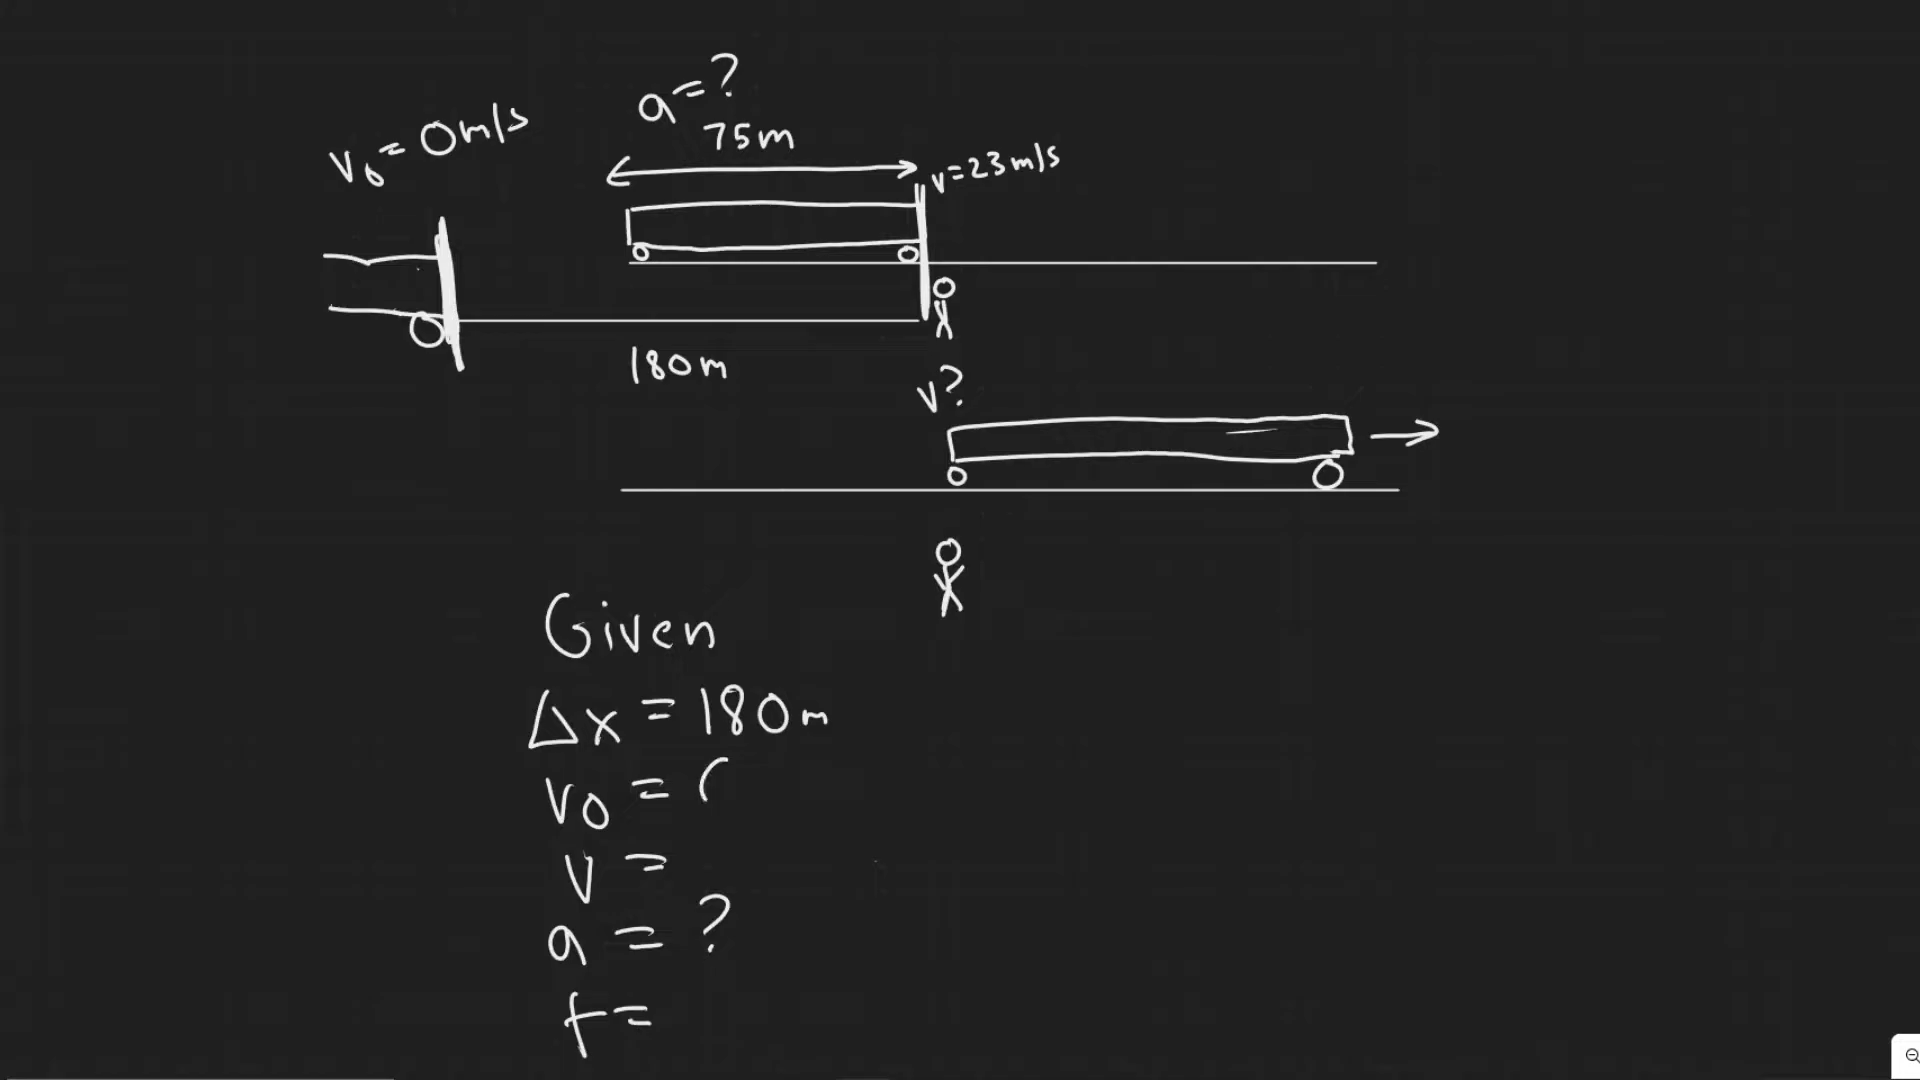 a=?
v₀= 0m/s
75m
v=23m/s
180m
v?
Given
Δx = 180m
v₀ = (
v =
a = ?
t=